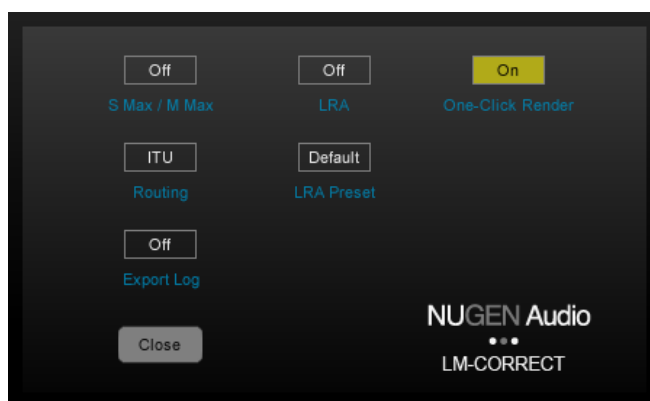 Off
Off
On
S Max / M Max
LRA
One-Click Render
ITU
Default
Routing
LRA Preset
Off
Export Log
Close
NUGEN Audio
LM-CORRECT